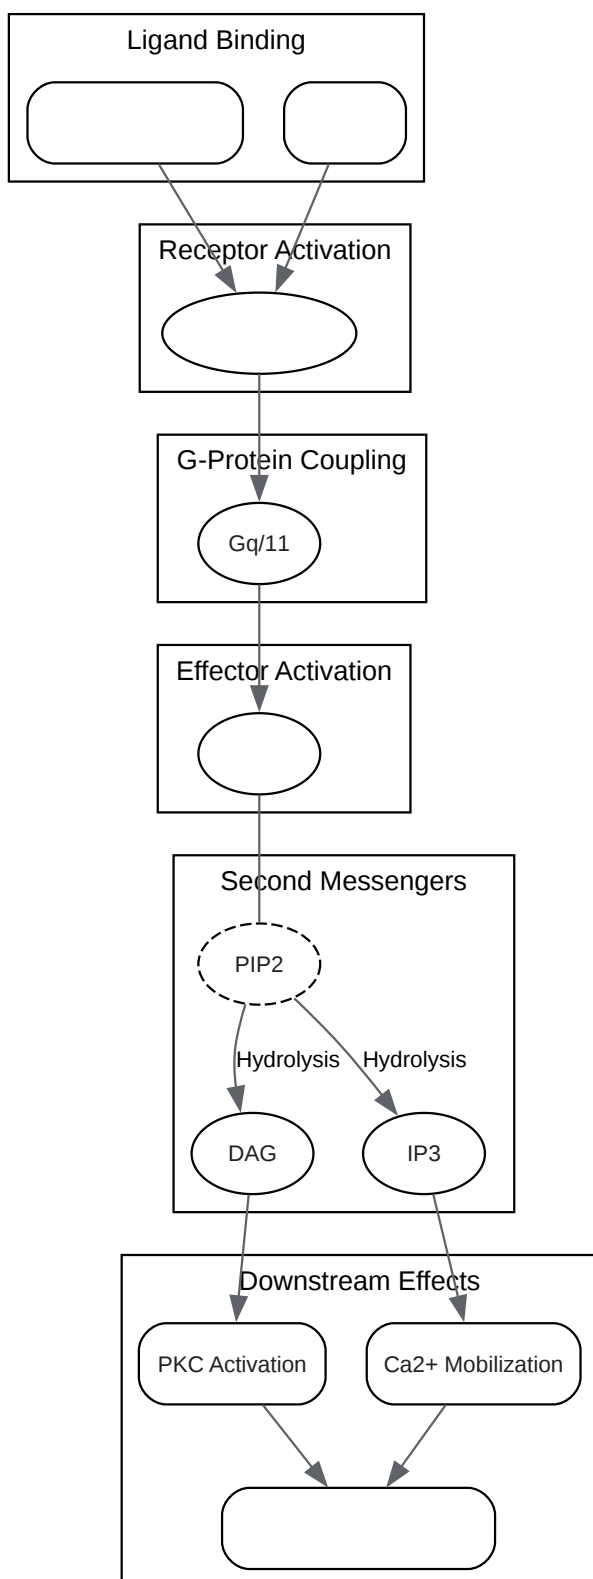 Ligand Binding
Receptor Activation
G-Protein Coupling
Gq/11
Effector Activation
Second Messengers
PIP2
Hydrolysis Hydrolysis
DAG IP3
Downstream Effects
PKC Activation Ca2+ Mobilization